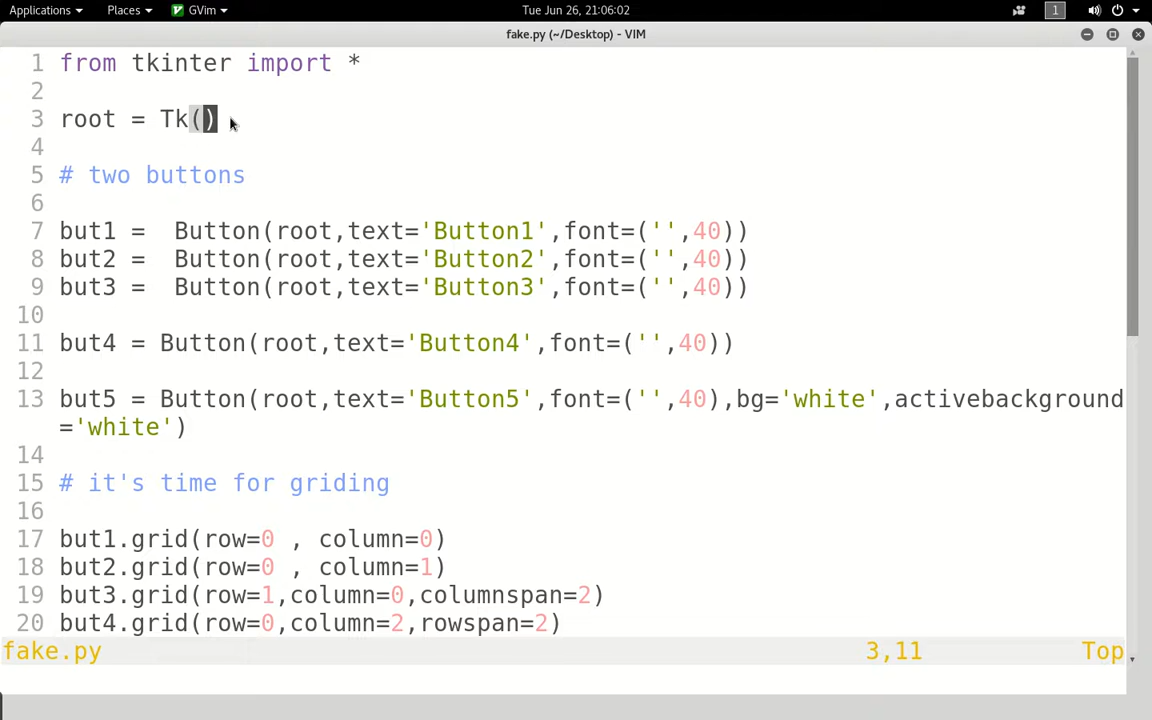 Applications Places GVim Tue Jun 26, 21:06:02 1
fake.py (~/Desktop) - VIM
1 from tkinter import *
2
3 root = Tk()
4
5 # two buttons
6
7 but1 =  Button(root,text='Button1',font=('',40))
8 but2 =  Button(root,text='Button2',font=('',40))
9 but3 =  Button(root,text='Button3',font=('',40))
10
11 but4 = Button(root,text='Button4',font=('',40))
12
13 but5 = Button(root,text='Button5',font=('',40),bg='white',activebackground
='white')
14
15 # it's time for griding
16
17 but1.grid(row=0 , column=0)
18 but2.grid(row=0 , column=1)
19 but3.grid(row=1,column=0,columnspan=2)
20 but4.grid(row=0,column=2,rowspan=2)
fake.py 3,11 Top